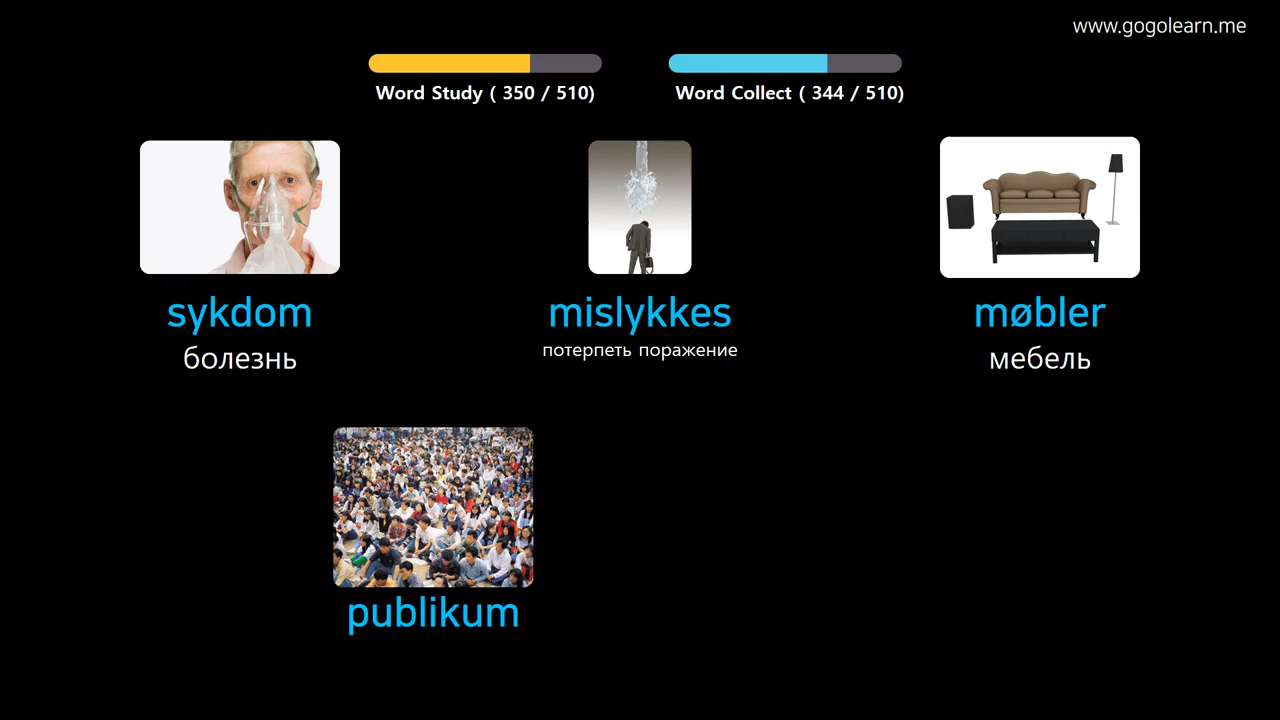 www.gogolearn.me
Word Study ( 350 / 510)
Word Collect ( 344 / 510)
sykdom
болезнь
mislykkes
потерпеть поражение
møbler
мебель
publikum